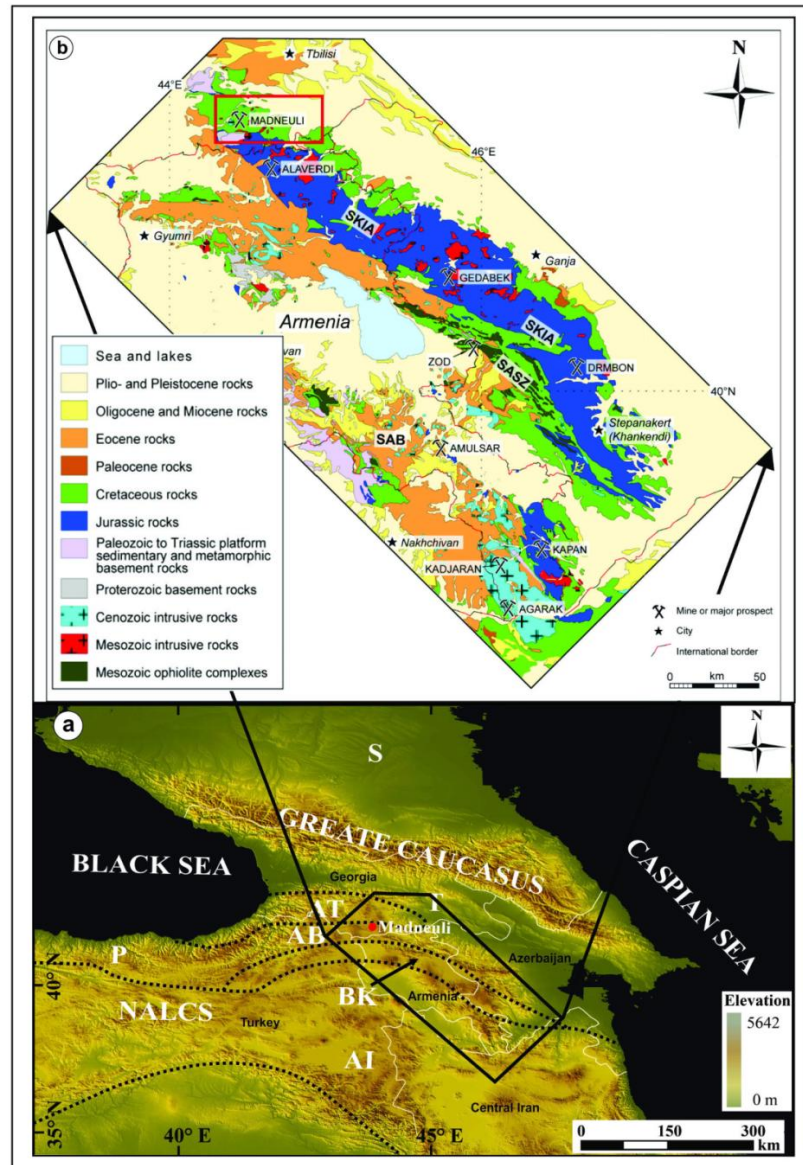 b
N
Tbilisi
44°E
MADNEULI
46°E
ALAVERDI
SKIA
Gyumri
Ganja
GEDABEK
Armenia
SKIA
ZOD
SASZ
DRMBON
40°N
van
Stepanakert
(Khankendi)
SAB
AMULSAR
Nakhchivan
KAPAN
KADJARAN
AGARAK
Sea and lakes
Plio- and Pleistocene rocks
Oligocene and Miocene rocks
Eocene rocks
Paleocene rocks
Cretaceous rocks
Jurassic rocks
Paleozoic to Triassic platform
sedimentary and metamorphic
basement rocks
Proterozoic basement rocks
Cenozoic intrusive rocks
Mesozoic intrusive rocks
Mesozoic ophiolite complexes
Mine or major prospect
City
International border
km
0 50
a
N
S
GREATE CAUCASUS
BLACK SEA
CASPIAN SEA
Georgia
AT
T
Madneuli
AB
P
Azerbaijan
40° N
BK
Armenia
NALCS
Turkey
AI
Central Iran
Elevation
5642
0 m
35° N
40° E
45° E
0 150 300
km